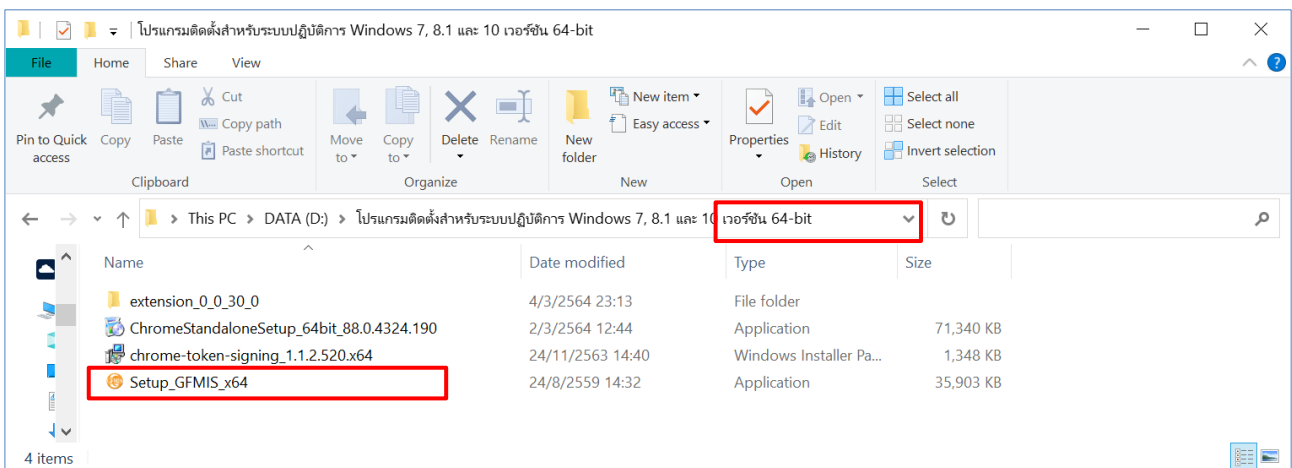 โปรแกรมติดตั้งสำหรับระบบปฏิบัติการ Windows 7, 8.1 และ 10 เวอร์ชัน 64-bit
File Home Share View
Pin to Quick access
Copy
Paste
Cut
Copy path
Paste shortcut
Clipboard
Move to
Copy to
Delete
Rename
Organize
New folder
New item
Easy access
New
Properties
Open
Edit
History
Open
Select all
Select none
Invert selection
Select
This PC > DATA (D:) > โปรแกรมติดตั้งสำหรับระบบปฏิบัติการ Windows 7, 8.1 และ 10 เวอร์ชัน 64-bit
Name Date modified Type Size
extension_0_0_30_0 4/3/2564 23:13 File folder
ChromeStandaloneSetup_64bit_88.0.4324.190 2/3/2564 12:44 Application 71,340 KB
chrome-token-signing_1.1.2.520.x64 24/11/2563 14:40 Windows Installer Pa... 1,348 KB
Setup_GFMIS_x64 24/8/2559 14:32 Application 35,903 KB
4 items